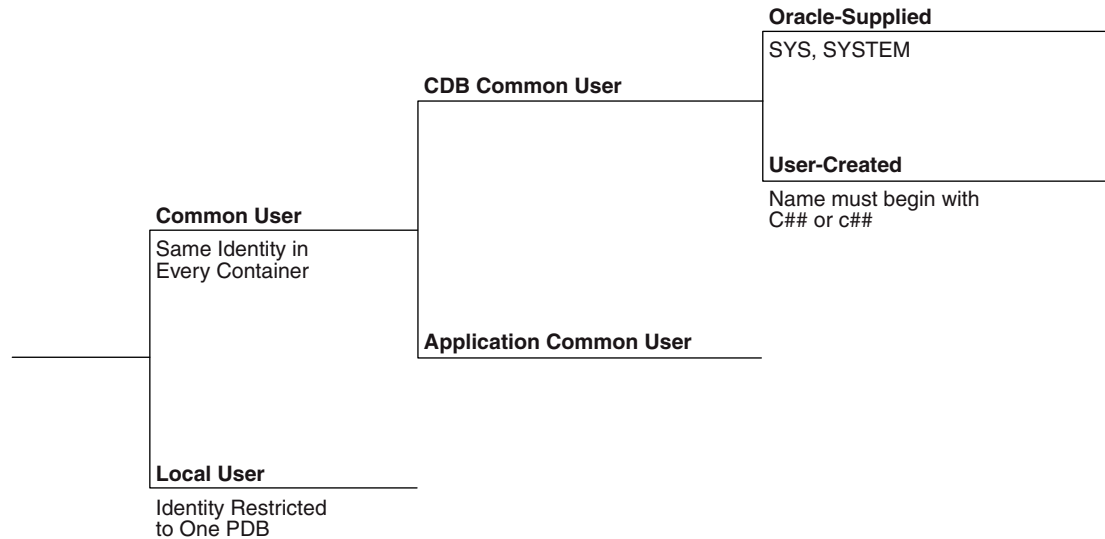 Oracle-Supplied
SYS, SYSTEM
CDB Common User
User-Created
Name must begin with
C## or c##
Common User
Same Identity in
Every Container
Application Common User
Local User
Identity Restricted
to One PDB